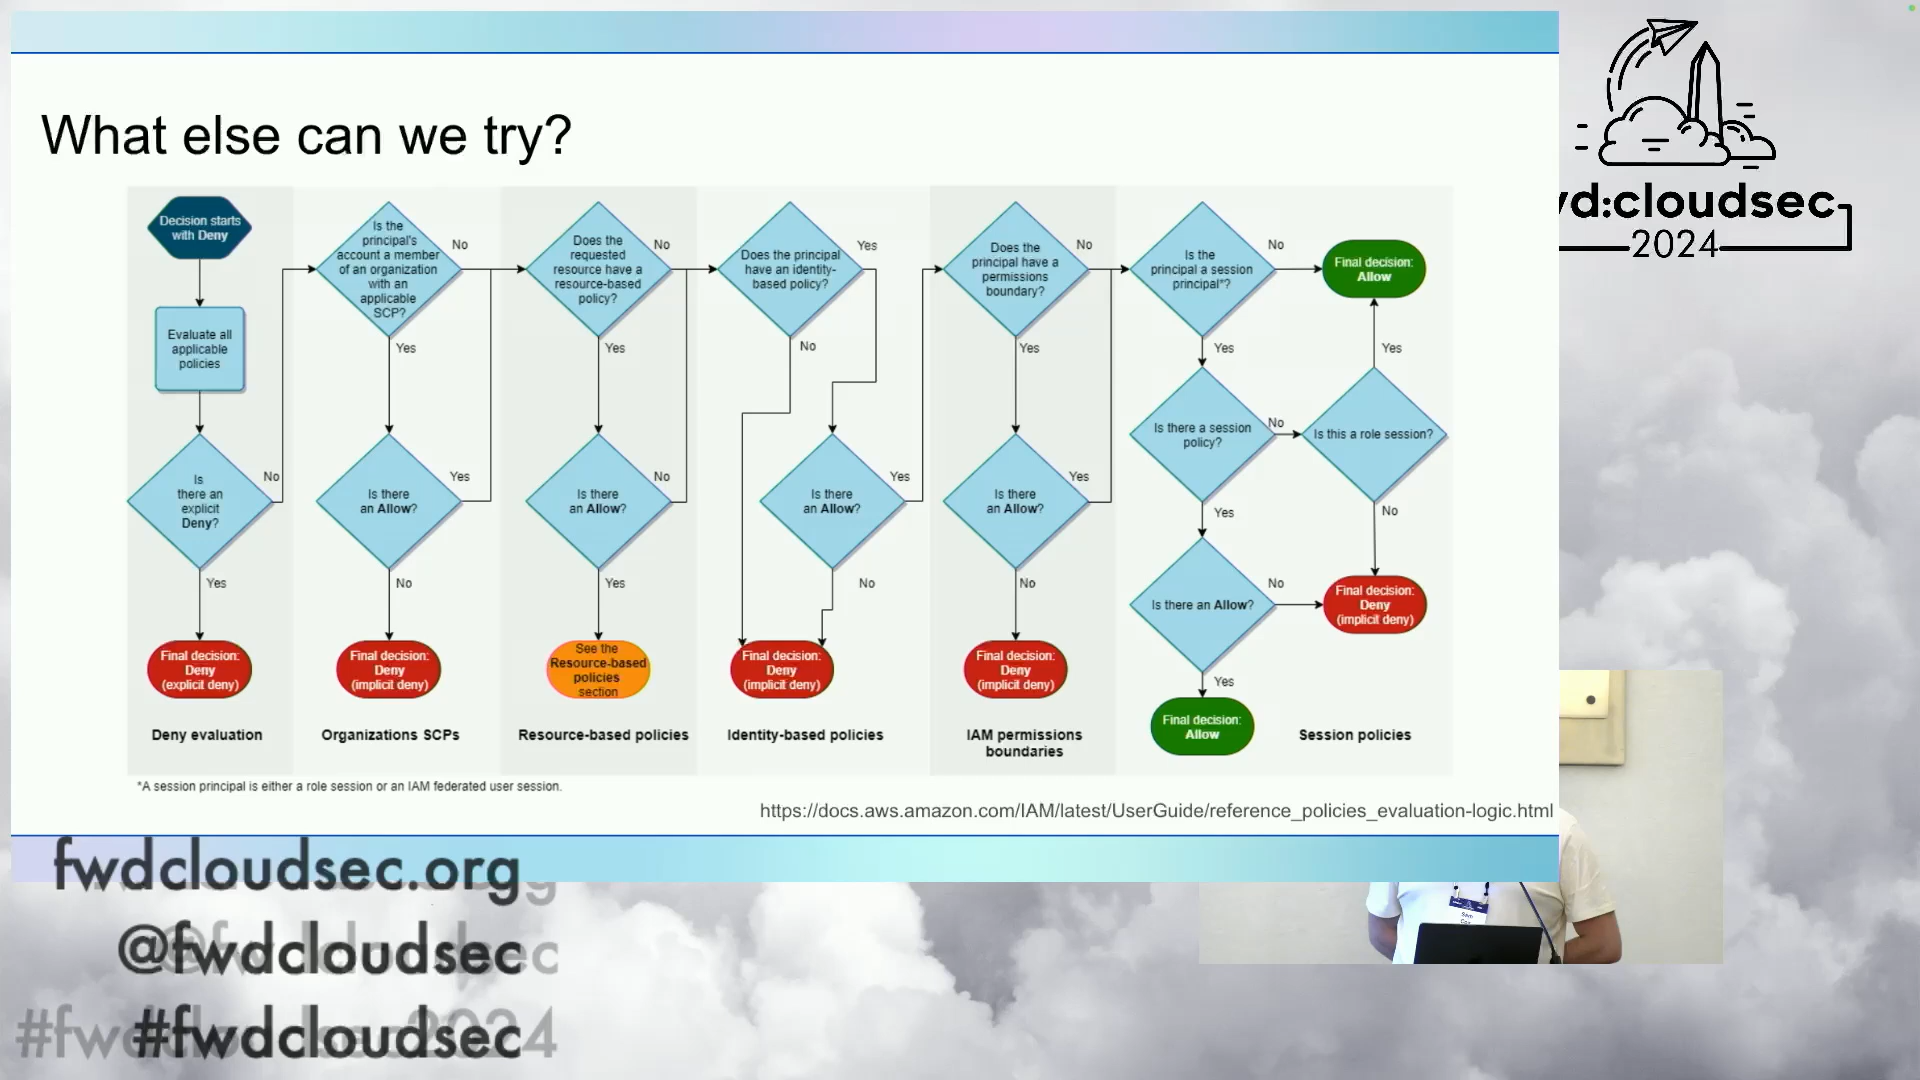 What else can we try?
Decision starts
with Deny
Evaluate all
applicable
policies
Is
there an
explicit
Deny?
No
Yes
Final decision:
Deny
(explicit deny)
Deny evaluation
Is the
principal's
account a member
of an organization
with an
applicable
SCP?
No
Yes
Is there
an Allow?
Yes
No
Final decision:
Deny
(implicit deny)
Organizations SCPs
Does the
requested
resource have a
resource-based
policy?
No
Yes
Is there
an Allow?
No
Yes
See the
Resource-based
policies
section
Resource-based policies
Does the principal
have an identity-
based policy?
Yes
No
Is there
an Allow?
Yes
No
Final decision:
Deny
(implicit deny)
Identity-based policies
Does the
principal have a
permissions
boundary?
No
Yes
Is there
an Allow?
Yes
No
Final decision:
Deny
(implicit deny)
IAM permissions
boundaries
Is the
principal a session
principal*?
No
Yes
Final decision:
Allow
Is there a session
policy?
No
Yes
Is this a role session?
Yes
No
Is there an Allow?
No
Yes
Final decision:
Deny
(implicit deny)
Final decision:
Allow
Session policies
*A session principal is either a role session or an IAM federated user session.
https://docs.aws.amazon.com/IAM/latest/UserGuide/reference_policies_evaluation-logic.html
vd:cloudsec
2024
fwdcloudsec.org
@fwdcloudsec
#fwdcloudsec
Sam